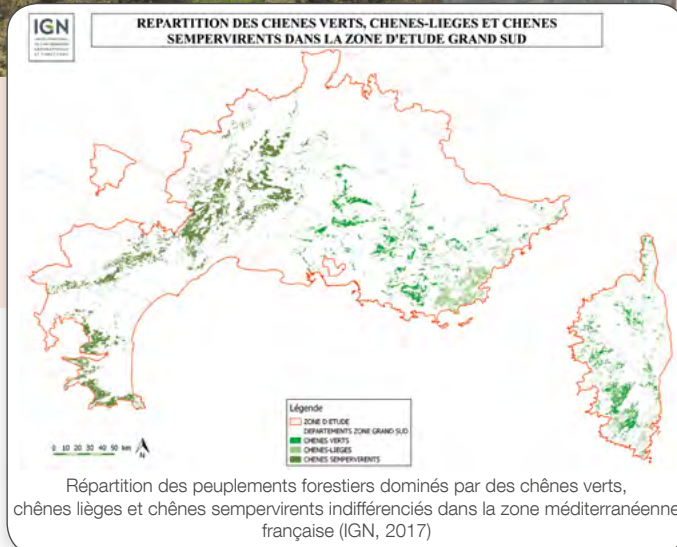 IGN
REPARTITION DES CHENES VERTS, CHENES-LIEGES ET CHENES
SEMPERVIRENTS DANS LA ZONE D'ETUDE GRAND SUD
Légende
ZONE D ETUDE
DEPARTEMENTS ZONE GRAND SUD
CHENES VERTS
CHENES-LIEGES
CHENES SEMPERVIRENTS
0 10 20 30 40 50 km
N
Répartition des peuplements forestiers dominés par des chênes verts,
chênes lièges et chênes sempervirents indifférenciés dans la zone méditerranéenne
française (IGN, 2017)